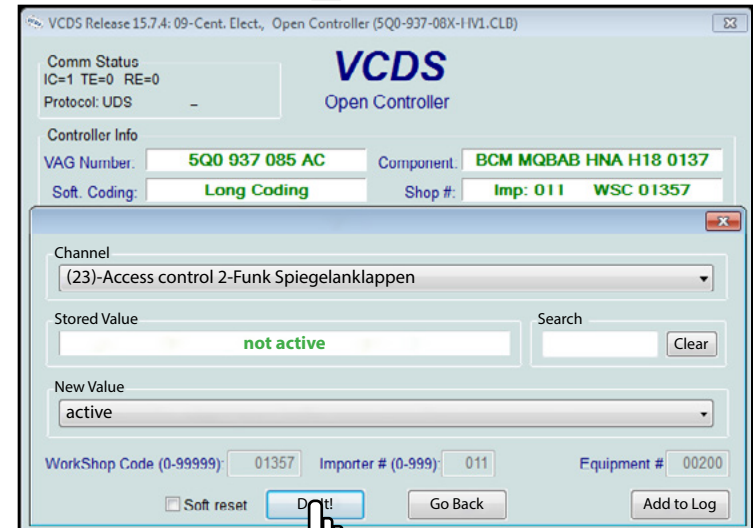 VCDS Release 15.7.4: 09-Cent. Elect., Open Controller (5Q0-937-08X-HV1.CLB)
Comm Status
IC=1 TE=0 RE=0
Protocol: UDS –
VCDS
Open Controller
Controller Info
VAG Number: 5Q0 937 085 AC Component: BCM MQBAB HNA H18 0137
Soft. Coding: Long Coding Shop #: Imp: 011 WSC 01357
Channel
(23)-Access control 2-Funk Spiegelanklappen
Stored Value Search
not active Clear
New Value
active
WorkShop Code (0-99999): 01357 Importer # (0-999): 011 Equipment # 00200
Soft reset Do It! Go Back Add to Log